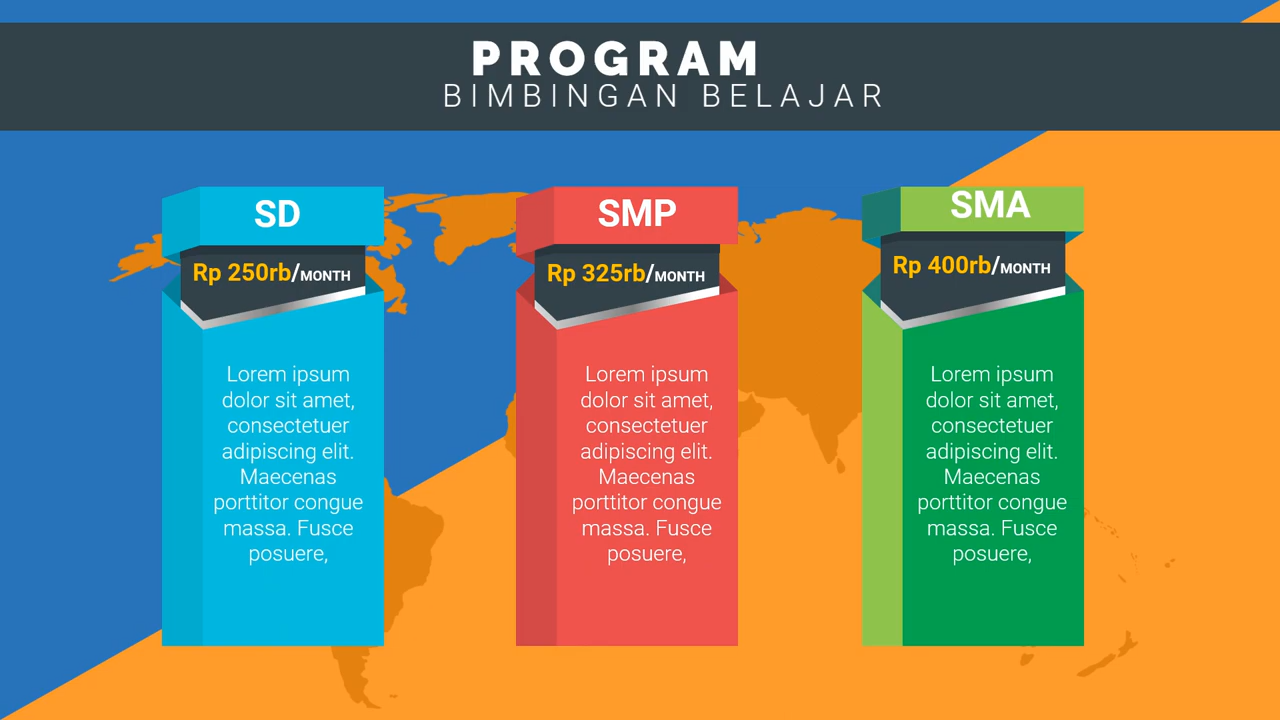 PROGRAM
BIMBINGAN BELAJAR
SD
Rp 250rb/MONTH
Lorem ipsum
dolor sit amet,
consectetuer
adipiscing elit.
Maecenas
porttitor congue
massa. Fusce
posuere,
SMP
Rp 325rb/MONTH
Lorem ipsum
dolor sit amet,
consectetuer
adipiscing elit.
Maecenas
porttitor congue
massa. Fusce
posuere,
SMA
Rp 400rb/MONTH
Lorem ipsum
dolor sit amet,
consectetuer
adipiscing elit.
Maecenas
porttitor congue
massa. Fusce
posuere,